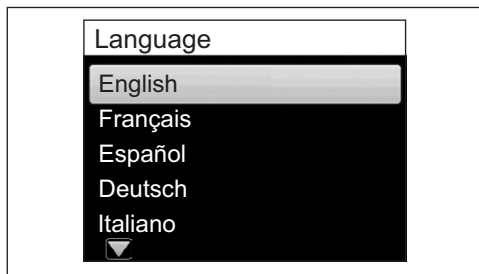 Language
English
Français
Español
Deutsch
Italiano